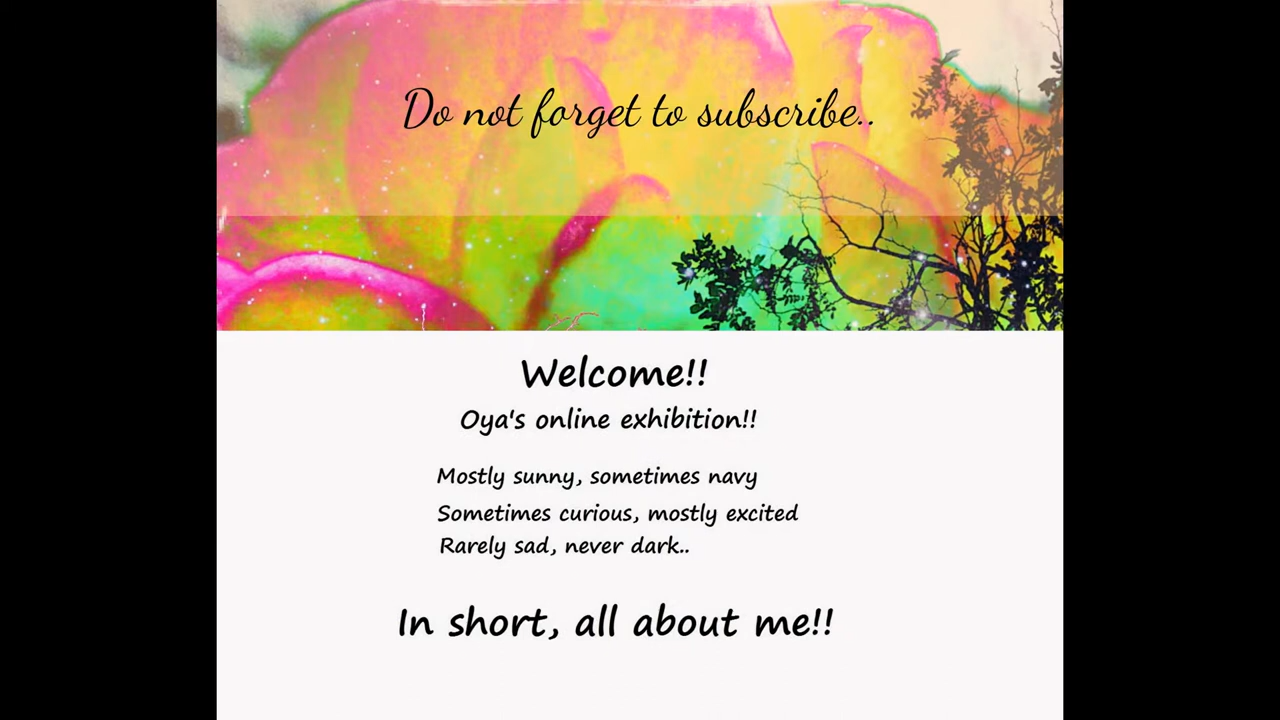 Do not forget to subscribe..
Welcome!!
Oya's online exhibition!!
Mostly sunny, sometimes navy
Sometimes curious, mostly excited
Rarely sad, never dark..
In short, all about me!!